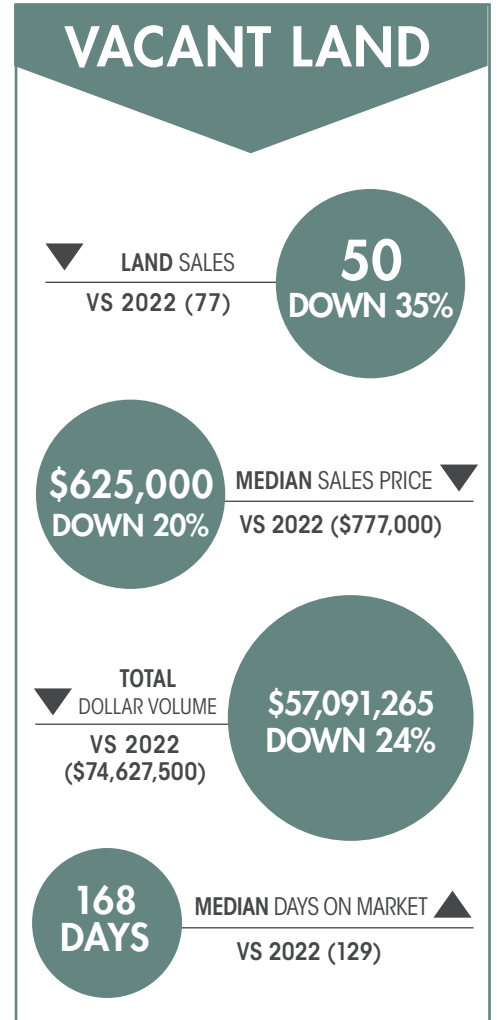 VACANT LAND
LAND SALES
VS 2022 (77)
50
DOWN 35%
$625,000
DOWN 20%
MEDIAN SALES PRICE
VS 2022 ($777,000)
TOTAL
DOLLAR VOLUME
VS 2022
($74,627,500)
$57,091,265
DOWN 24%
168
DAYS
MEDIAN DAYS ON MARKET
VS 2022 (129)